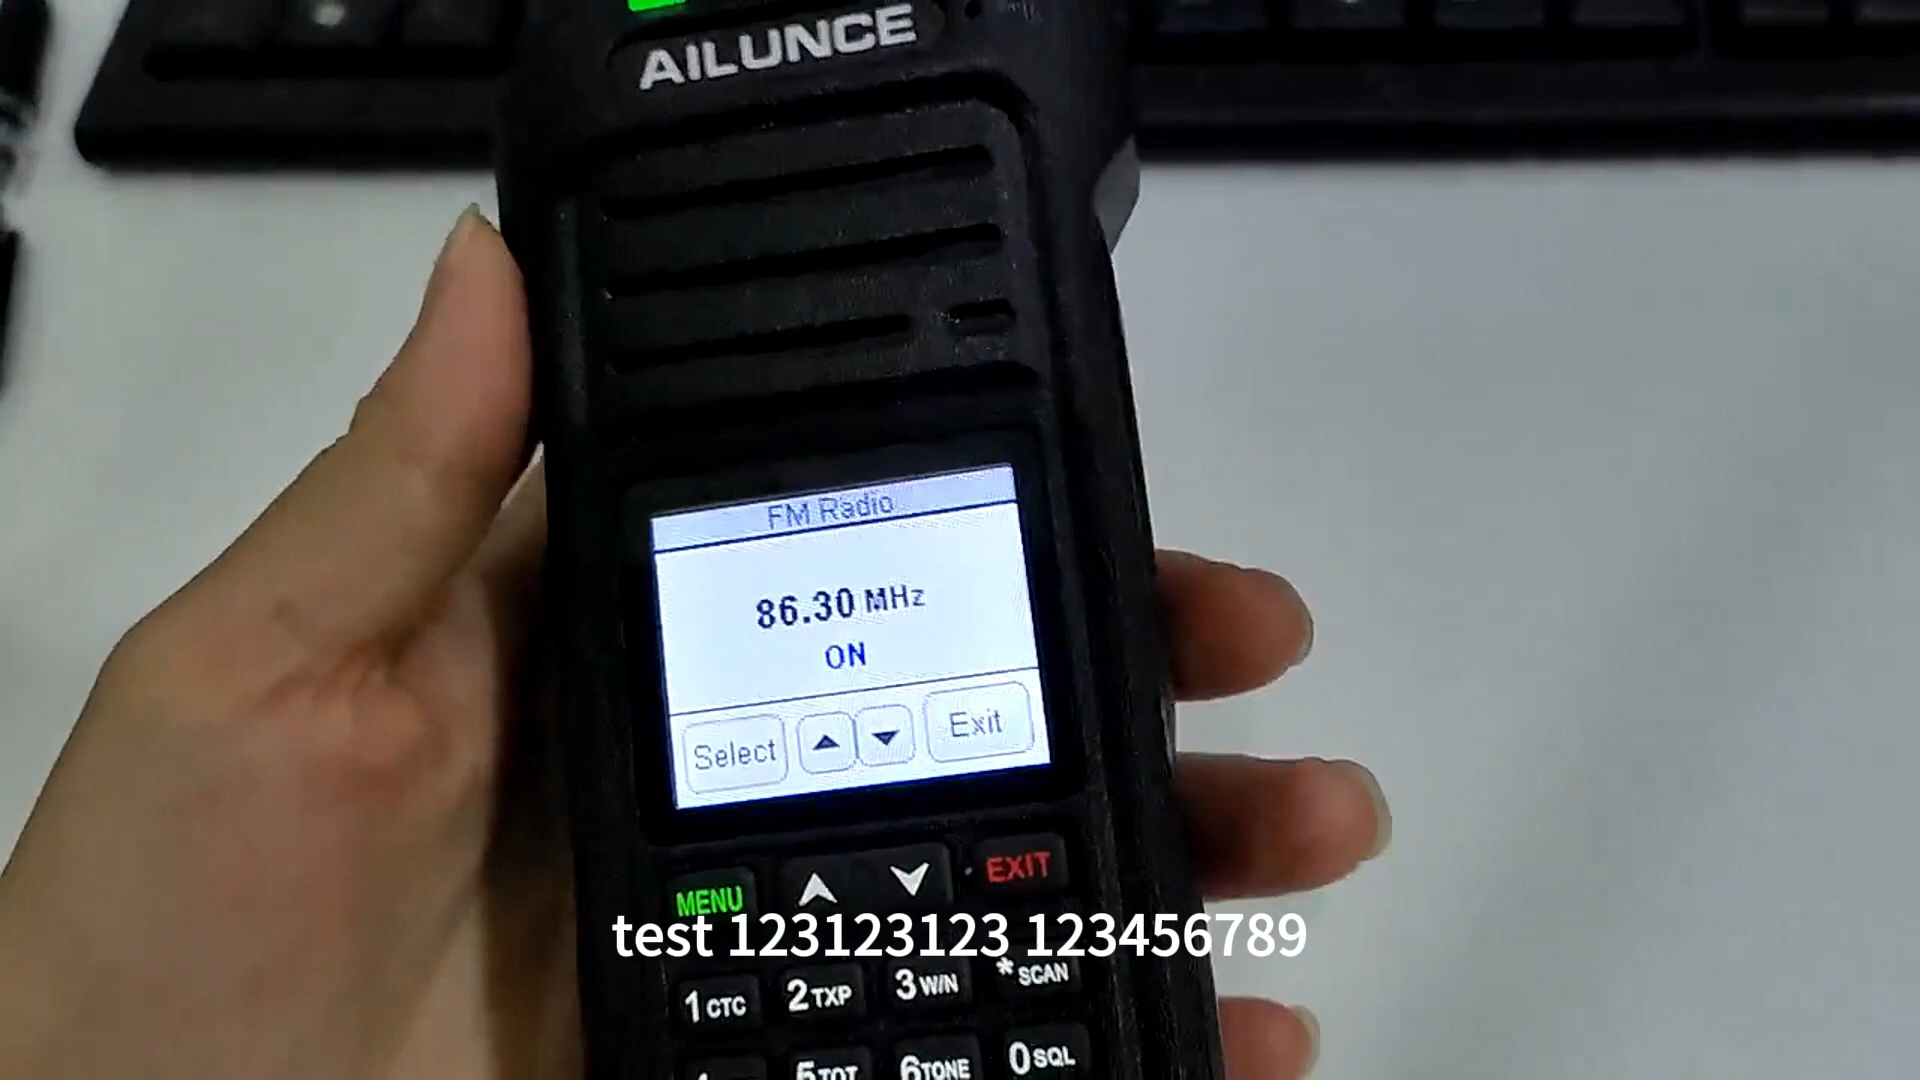 AILUNCE
FM Radio
86.30 MHz
ON
Select Exit
MENU EXIT
test 123123123 123456789
1 CTC 2 TXP 3 W/N * SCAN
5 TOT 6 TONE 0 SQL